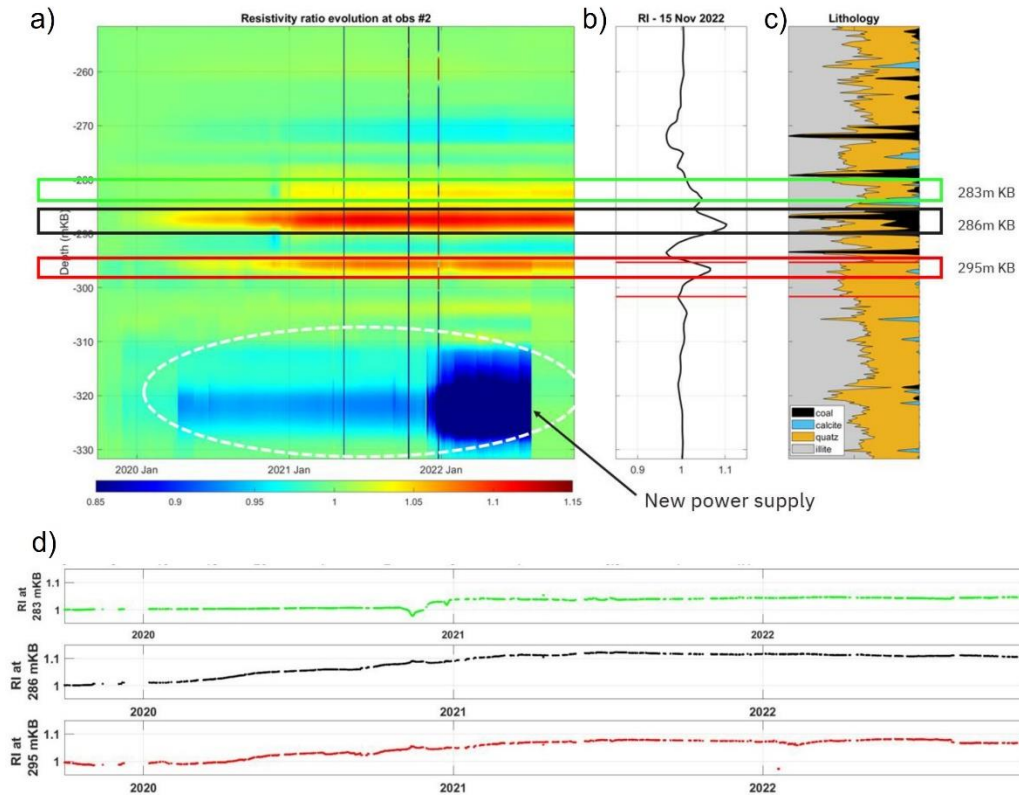 a)
Resistivity ratio evolution at obs #2
-260
-270
-280
-290
-300
-310
-320
-330
Depth (mKB)
2020 Jan
2021 Jan
2022 Jan
0.85
0.9
0.95
1
1.05
1.1
1.15
b)
RI - 15 Nov 2022
0.9
1
1.1
c)
Lithology
coal
calcite
quatz
illite
283m KB
286m KB
295m KB
New power supply
d)
RI at
283 mKB
1.1
1
2020
2021
2022
RI at
286 mKB
1.1
1
2020
2021
2022
RI at
295 mKB
1.1
1
2020
2021
2022